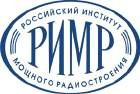 РОССИЙСКИЙ ИНСТИТУТ
РИМР
МОЩНОГО РАДИОСТРОЕНИЯ